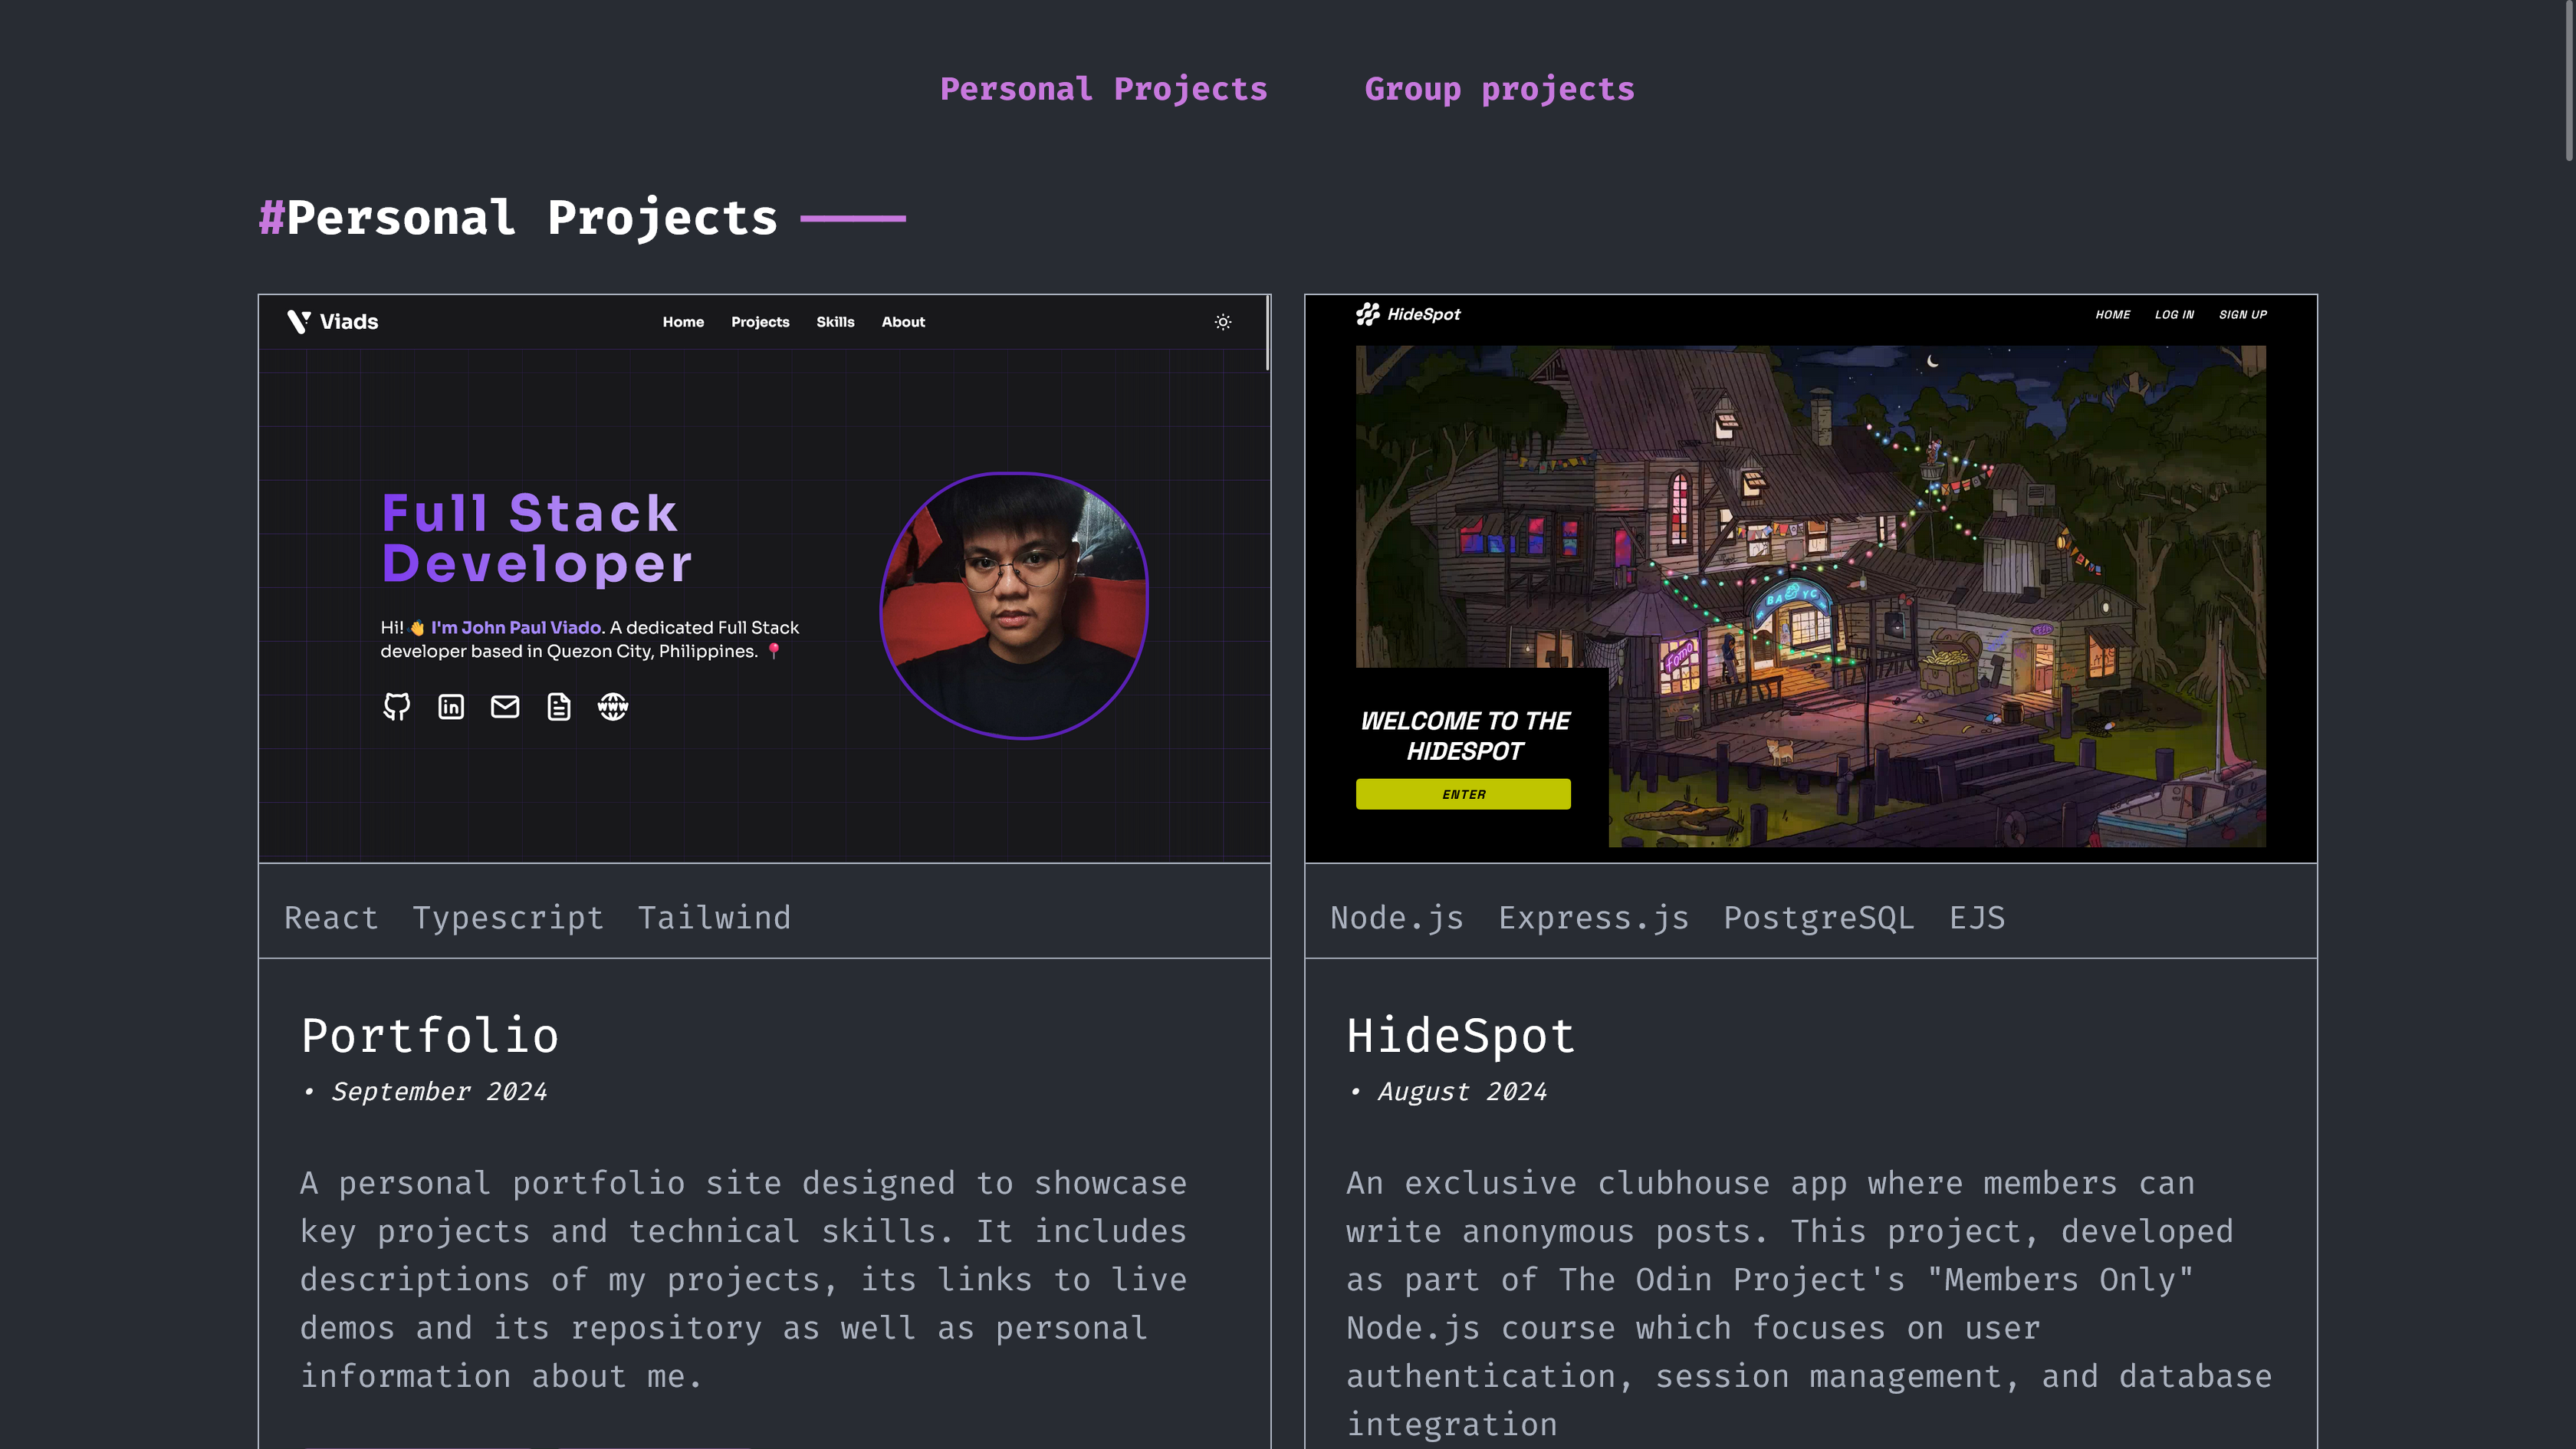 Personal Projects Group projects
#Personal Projects
Viads Home Projects Skills About
Full Stack
Developer
Hi! 👋 I'm John Paul Viado. A dedicated Full Stack
developer based in Quezon City, Philippines. 📍
in
www
React Typescript Tailwind
Portfolio
• September 2024
A personal portfolio site designed to showcase
key projects and technical skills. It includes
descriptions of my projects, its links to live
demos and its repository as well as personal
information about me.
HideSpot HOME LOG IN SIGN UP
BAYC
fomo
WELCOME TO THE
HIDESPOT
ENTER
Node.js Express.js PostgreSQL EJS
HideSpot
• August 2024
An exclusive clubhouse app where members can
write anonymous posts. This project, developed
as part of The Odin Project's "Members Only"
Node.js course which focuses on user
authentication, session management, and database
integration